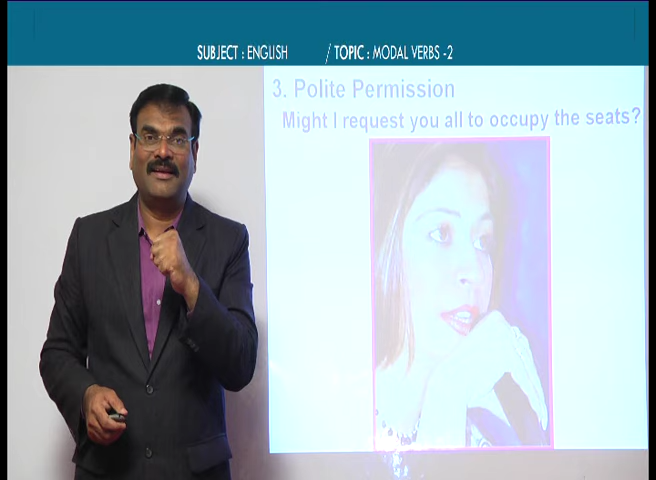 SUBJECT : ENGLISH / TOPIC : MODAL VERBS -2
3. Polite Permission
Might I request you all to occupy the seats?